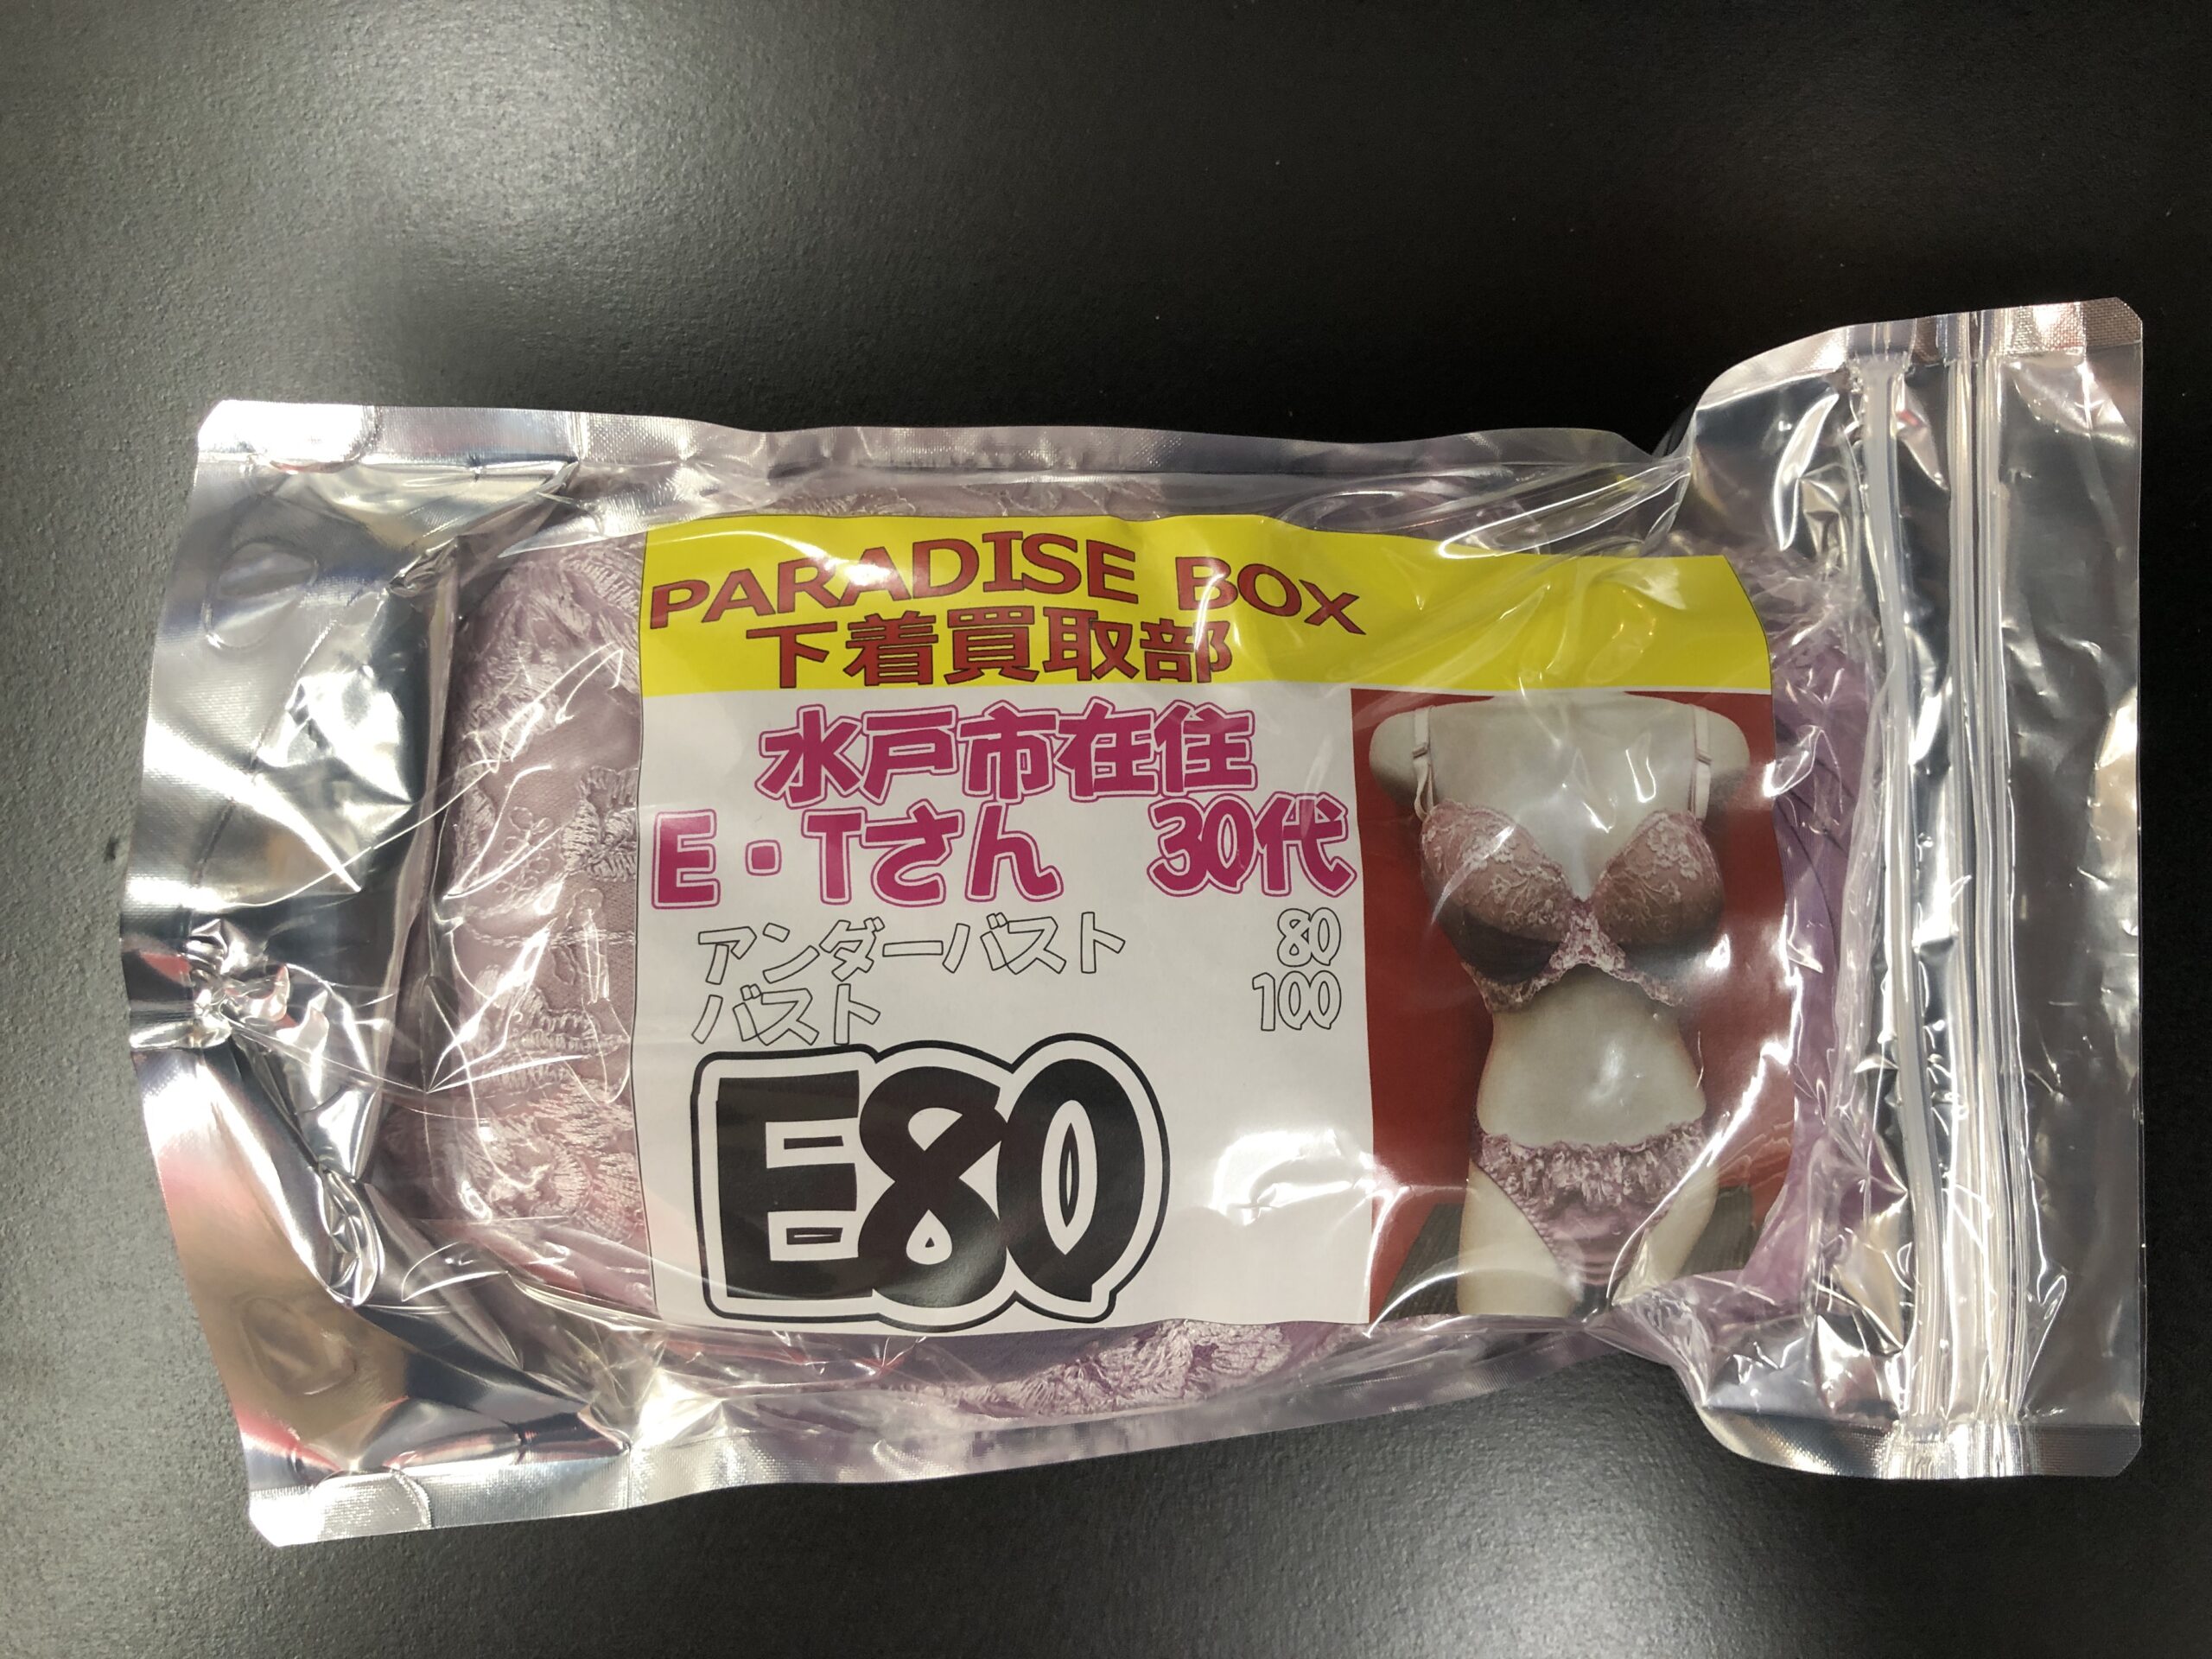 PARADISE BOX
下着買取部
水戸市在住
E・Tさん 30代
アンダーバスト 80
バスト 100
E80